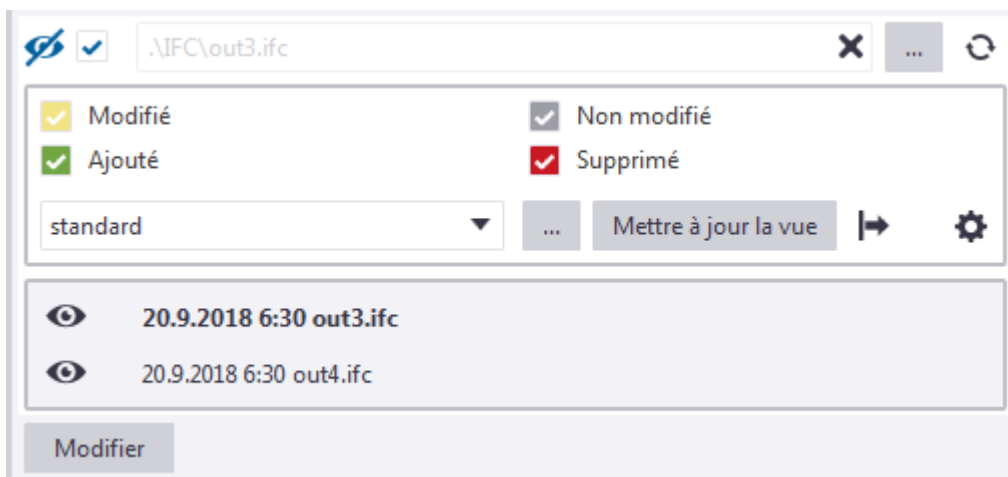 .\IFC\out3.ifc ...
Modifié Non modifié
Ajouté Supprimé
standard ... Mettre à jour la vue
20.9.2018 6:30 out3.ifc
20.9.2018 6:30 out4.ifc
Modifier